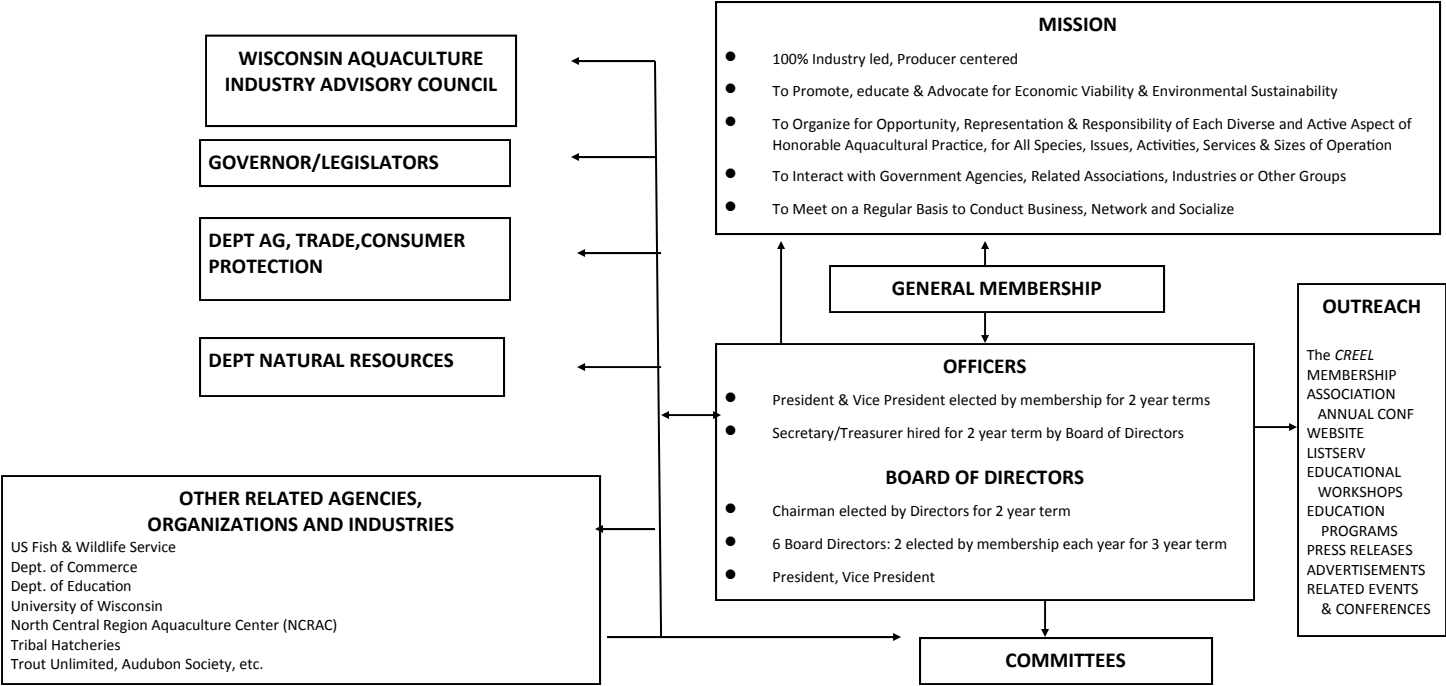 MISSION
● 100% Industry led, Producer centered
● To Promote, educate & Advocate for Economic Viability & Environmental Sustainability
● To Organize for Opportunity, Representation & Responsibility of Each Diverse and Active Aspect of
Honorable Aquacultural Practice, for All Species, Issues, Activities, Services & Sizes of Operation
● To Interact with Government Agencies, Related Associations, Industries or Other Groups
● To Meet on a Regular Basis to Conduct Business, Network and Socialize
WISCONSIN AQUACULTURE
INDUSTRY ADVISORY COUNCIL
GOVERNOR/LEGISLATORS
DEPT AG, TRADE,CONSUMER
PROTECTION
DEPT NATURAL RESOURCES
GENERAL MEMBERSHIP
OFFICERS
● President & Vice President elected by membership for 2 year terms
● Secretary/Treasurer hired for 2 year term by Board of Directors
BOARD OF DIRECTORS
● Chairman elected by Directors for 2 year term
● 6 Board Directors: 2 elected by membership each year for 3 year term
● President, Vice President
OUTREACH
The CREEL
MEMBERSHIP
ASSOCIATION
ANNUAL CONF
WEBSITE
LISTSERV
EDUCATIONAL
WORKSHOPS
EDUCATION
PROGRAMS
PRESS RELEASES
ADVERTISEMENTS
RELATED EVENTS
& CONFERENCES
OTHER RELATED AGENCIES,
ORGANIZATIONS AND INDUSTRIES
US Fish & Wildlife Service
Dept. of Commerce
Dept. of Education
University of Wisconsin
North Central Region Aquaculture Center (NCRAC)
Tribal Hatcheries
Trout Unlimited, Audubon Society, etc.
COMMITTEES